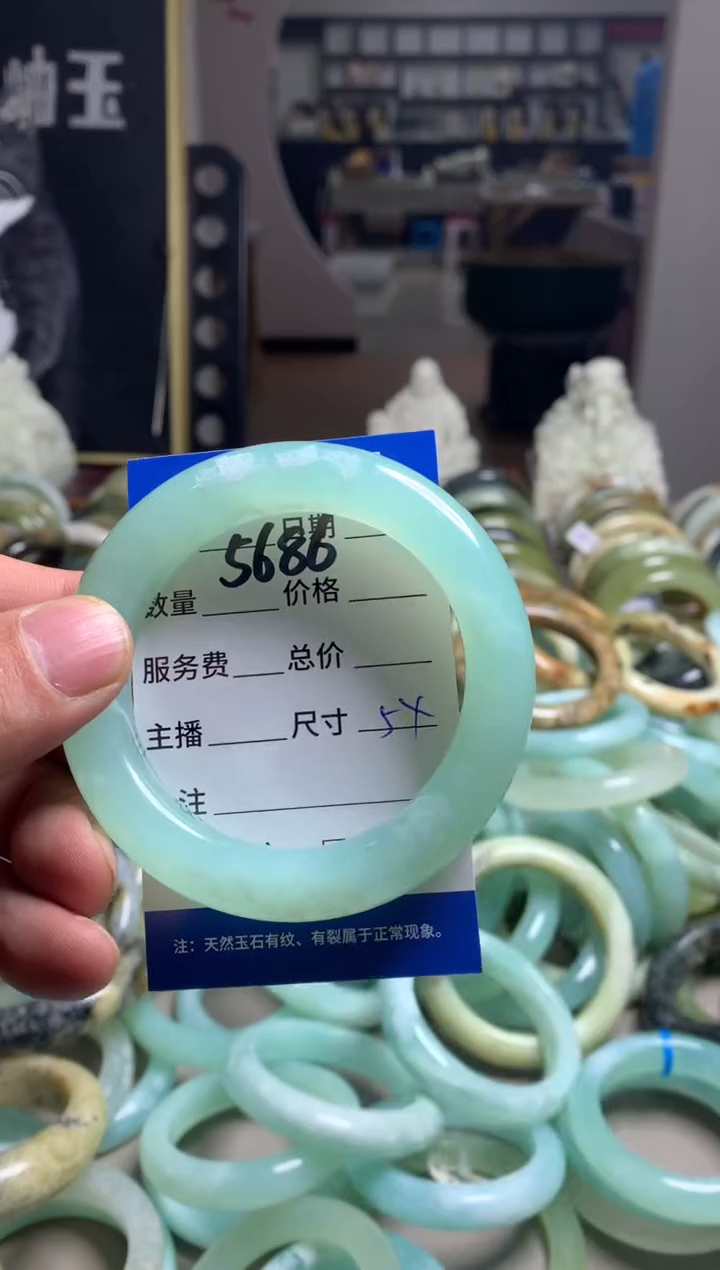 岫玉
日期
5686
数量 价格
服务费 总价
主播 尺寸
注
注：天然玉石有纹、有裂属于正常现象。